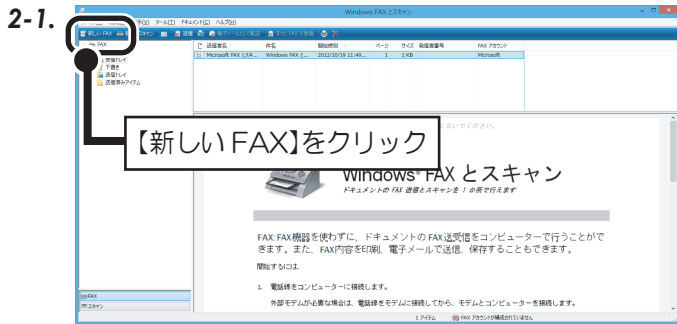 2-1.
Windows FAX とスキャン
ツール(T) ドキュメント(E) ヘルプ(H)
新しい FAX
FAX
受信トレイ
下書き
送信トレイ
送信済みアイテム
送信者名 件名 開始時刻 ページ サイズ 発信者番号 FAX アカウント
Microsoft FAX とスキ... Windows FAX と... 2012/10/19 11:49... 1 1 KB Microsoft
【新しい FAX】をクリック
Windows® FAX とスキャン
ドキュメントの FAX 送信とスキャンを 1 か所で行えます
FAX: FAX機器を使わずに、ドキュメントの FAX送受信をコンピューターで行うことがで
きます。また、FAX内容を印刷、電子メールで送信、保存することもできます。
開始するには、
1. 電話線をコンピューターに接続します。
外部モデムが必要な場合は、電話線をモデムに接続してから、モデムとコンピューターを接続します。
FAX
スキャン
1 アイテム FAX アカウントが構成されていません